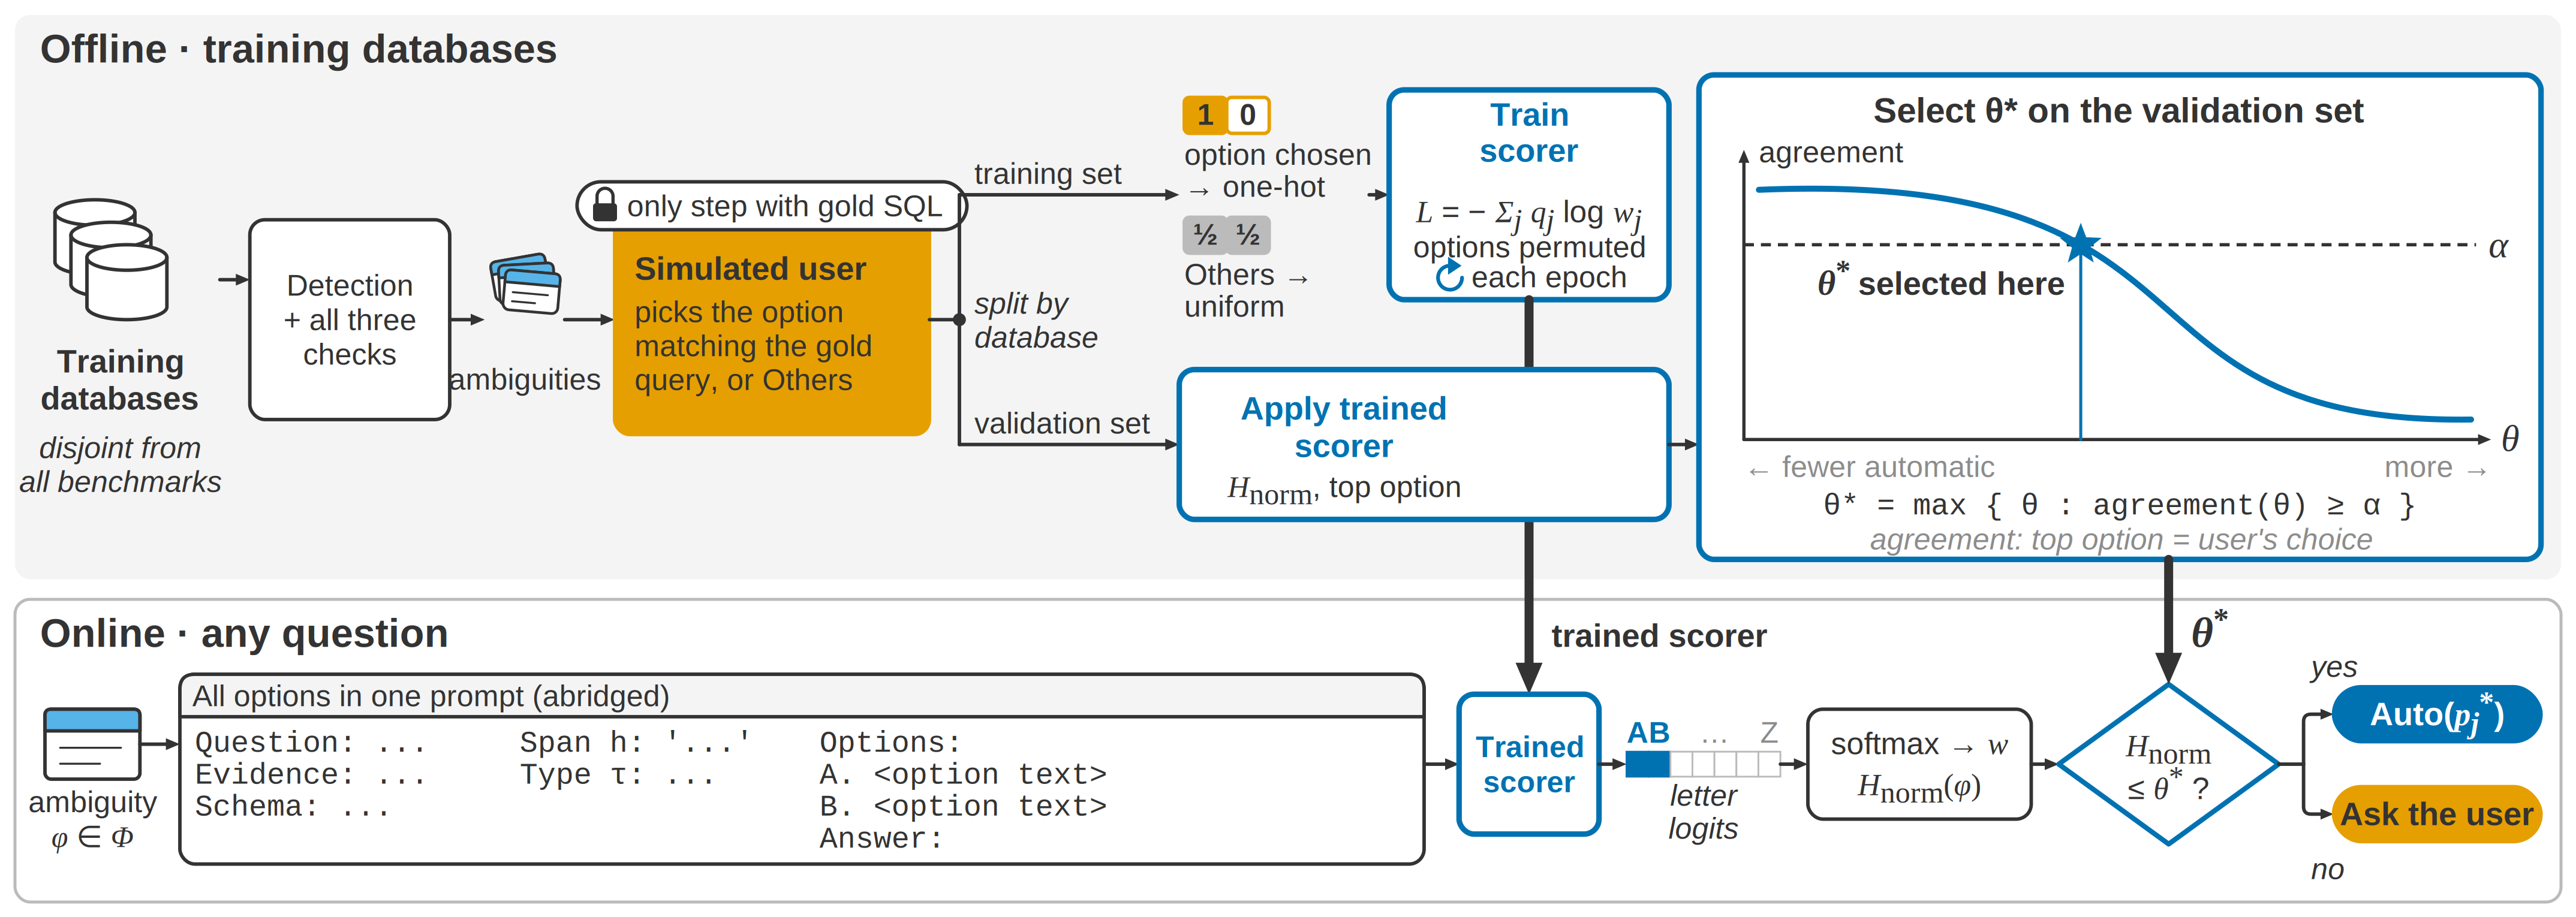 Offline · training databases
Training
databases
disjoint from
all benchmarks
Detection
+ all three
checks
ambiguities
only step with gold SQL
Simulated user
picks the option
matching the gold
query, or Others
training set
split by
database
validation set
1 0
option chosen
→ one-hot
½ ½
Others →
uniform
Train
scorer
L = − Σj qj log wj
options permuted
each epoch
Apply trained
scorer
Hnorm, top option
Select θ* on the validation set
agreement
α
θ* selected here
θ
← fewer automatic
more →
θ* = max { θ : agreement(θ) ≥ α }
agreement: top option = user's choice
Online · any question
trained scorer
θ*
ambiguity
φ ∈ Φ
All options in one prompt (abridged)
Question: ...
Evidence: ...
Schema: ...
Span h: '...'
Type τ: ...
Options:
A. <option text>
B. <option text>
Answer:
Trained
scorer
AB ... Z
letter
logits
softmax → w
Hnorm(φ)
Hnorm
≤ θ* ?
yes
Auto(pj*)
Ask the user
no